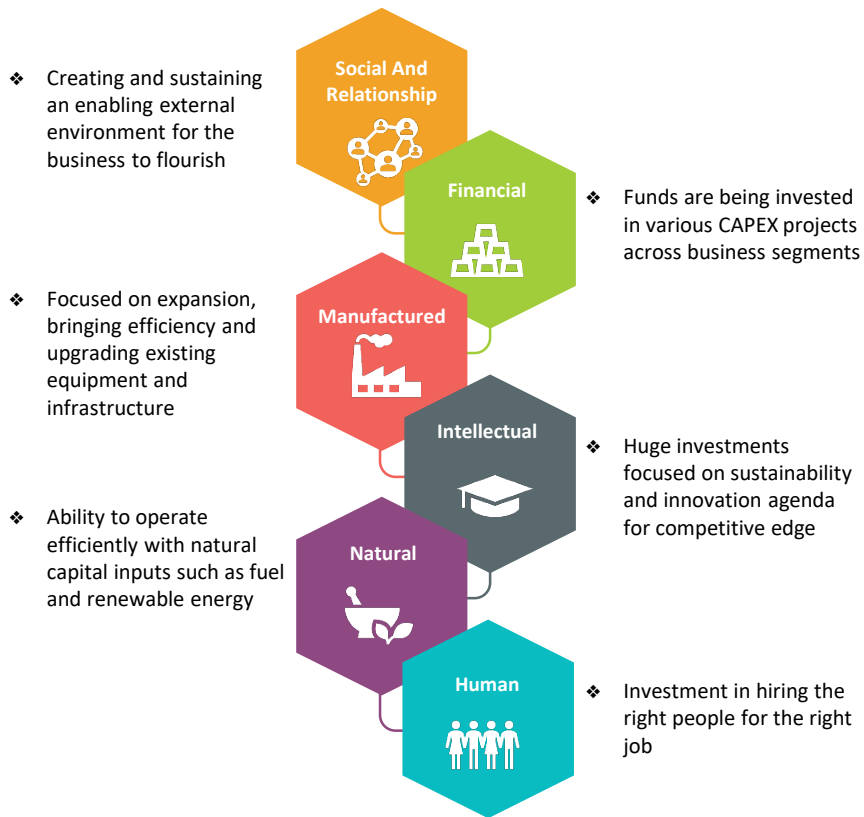 Social And
Relationship
❖ Creating and sustaining
an enabling external
environment for the
business to flourish
Financial
❖ Funds are being invested
in various CAPEX projects
across business segments
Manufactured
❖ Focused on expansion,
bringing efficiency and
upgrading existing
equipment and
infrastructure
Intellectual
❖ Huge investments
focused on sustainability
and innovation agenda
for competitive edge
Natural
❖ Ability to operate
efficiently with natural
capital inputs such as fuel
and renewable energy
Human
❖ Investment in hiring the
right people for the right
job